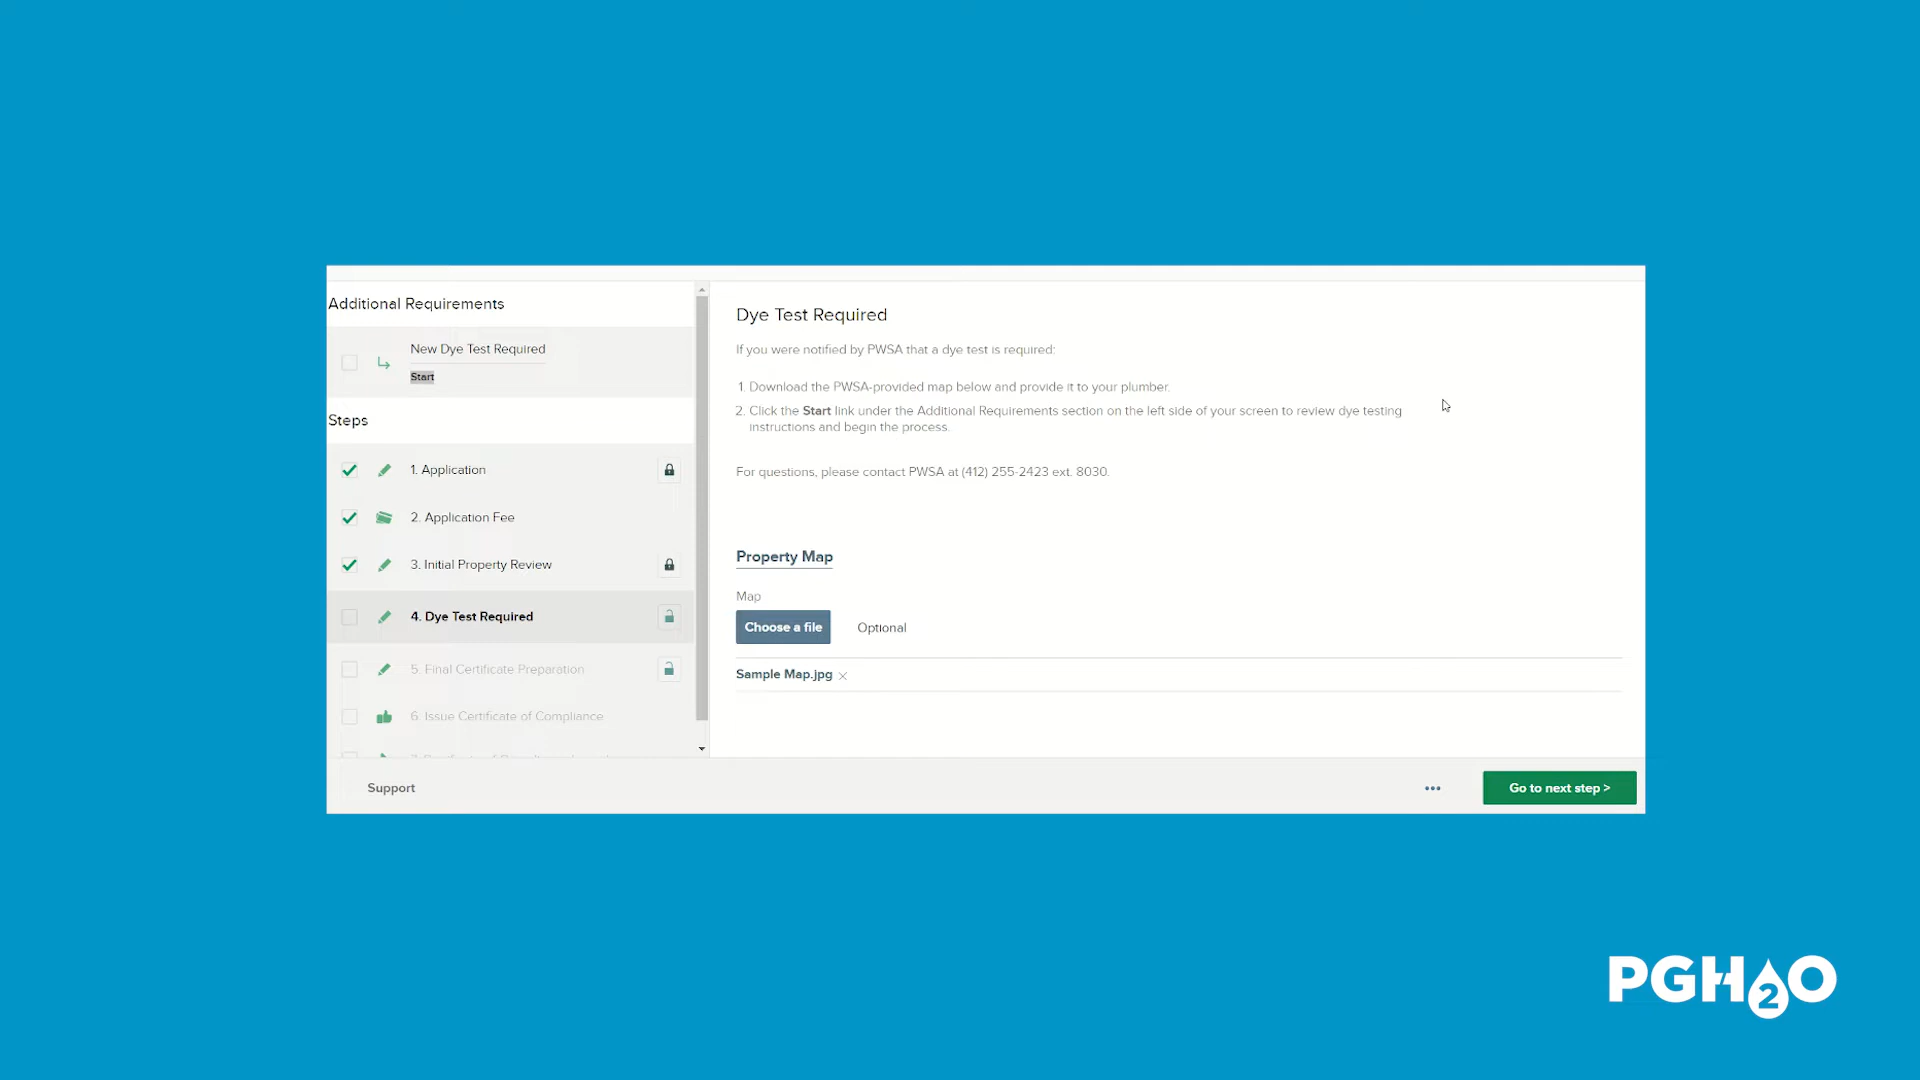 Additional Requirements
New Dye Test Required
Start
Steps
1. Application
2. Application Fee
3. Initial Property Review
4. Dye Test Required
5. Final Certificate Preparation
6. Issue Certificate of Compliance
Dye Test Required
If you were notified by PWSA that a dye test is required:
1. Download the PWSA-provided map below and provide it to your plumber.
2. Click the Start link under the Additional Requirements section on the left side of your screen to review dye testing
instructions and begin the process.
For questions, please contact PWSA at (412) 255-2423 ext. 8030.
Property Map
Map
Choose a file
Optional
Sample Map.jpg
Support
Go to next step >
PGH2O